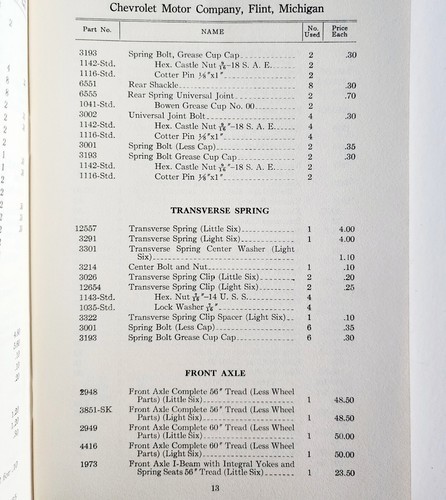 Chevrolet Motor Company, Flint, Michigan
Part No. NAME No. Used Price Each
3193 Spring Bolt, Grease Cup Cap 2 .30
1142-Std. Hex. Castle Nut 9/16"-18 S. A. E. 2
1116-Std. Cotter Pin 1/8"x1" 2
6551 Rear Shackle 8 .30
6555 Rear Spring Universal Joint 2 .70
1041-Std. Bowen Grease Cup No. 00 2
3002 Universal Joint Bolt 4 .30
1142-Std. Hex. Castle Nut 9/16"-18 S. A. E. 4
1116-Std. Cotter Pin 1/8"x1" 4
3001 Spring Bolt (Less Cap) 2 .35
3193 Spring Bolt Grease Cup Cap 2 .30
1142-Std. Hex. Castle Nut 9/16"-18 S. A. E. 2
1116-Std. Cotter Pin 1/8"x1" 2
TRANSVERSE SPRING
12557 Transverse Spring (Little Six) 1 4.00
3291 Transverse Spring (Light Six) 1 4.00
3301 Transverse Spring Center Washer (Light
Six) 1.10
3214 Center Bolt and Nut 1 .10
3026 Transverse Spring Clip (Little Six) 2 .20
12654 Transverse Spring Clip (Light Six) 2 .25
1143-Std. Hex. Nut -14 U. S. S. 4
1035-Std. Lock Washer 4
3322 Transverse Spring Clip Spacer (Light Six) 1 .10
3001 Spring Bolt (Less Cap) 6 .35
3193 Spring Bolt Grease Cup Cap 6 .30
FRONT AXLE
2948 Front Axle Complete 56" Tread (Less Wheel
Parts) (Little Six) 1 48.50
3851-SK Front Axle Complete 56" Tread (Less Wheel
Parts) (Light Six) 1 48.50
2949 Front Axle Complete 60" Tread (Less Wheel
Parts) (Little Six) 1 50.00
4416 Front Axle Complete 60" Tread (Less Wheel
Parts) (Light Six) 1 50.00
1973 Front Axle I-Beam with Integral Yokes and
Spring Seats 56" Tread (Little Six) 1 23.50
13